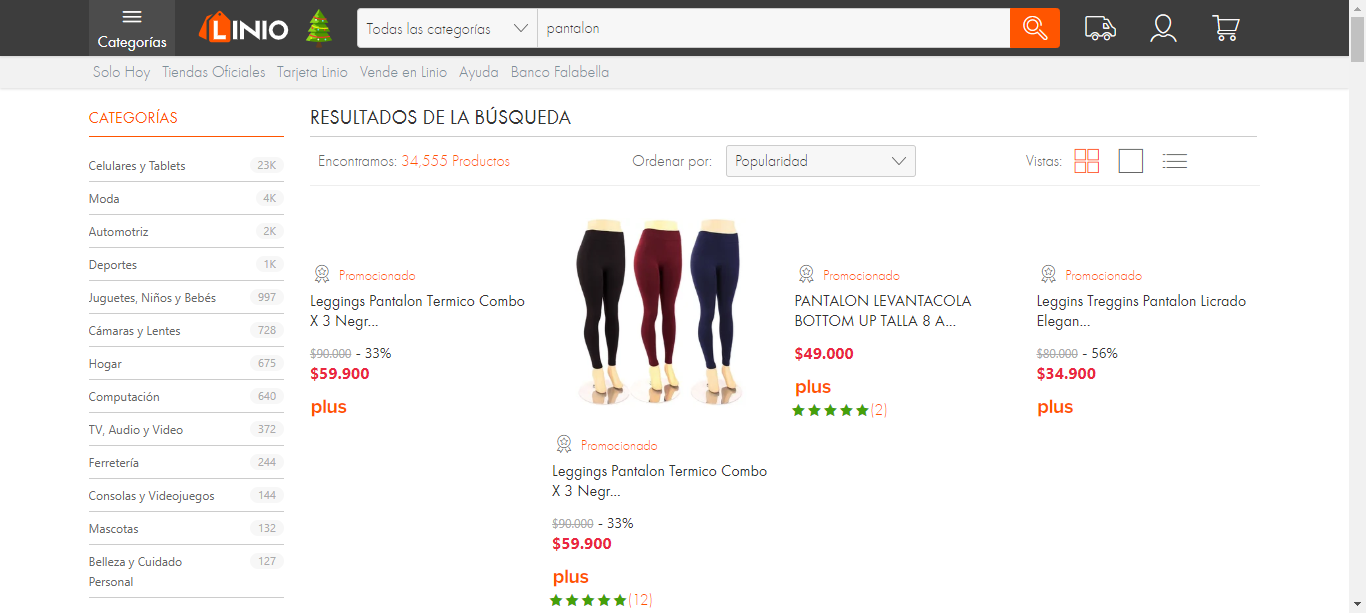 Categorías
LINIO
Todas las categorías
pantalon
Solo Hoy Tiendas Oficiales Tarjeta Linio Vende en Linio Ayuda Banco Falabella
CATEGORÍAS
Celulares y Tablets 23K
Moda 4K
Automotriz 2K
Deportes 1K
Juguetes, Niños y Bebés 997
Cámaras y Lentes 728
Hogar 675
Computación 640
TV, Audio y Video 372
Ferretería 244
Consolas y Videojuegos 144
Mascotas 132
Belleza y Cuidado 127
Personal
RESULTADOS DE LA BÚSQUEDA
Encontramos: 34,555 Productos
Ordenar por: Popularidad
Vistas:
Promocionado
Leggings Pantalon Termico Combo
X 3 Negr...
$90.000 - 33%
$59.900
plus
Promocionado
Leggings Pantalon Termico Combo
X 3 Negr...
$90.000 - 33%
$59.900
plus
(12)
Promocionado
PANTALON LEVANTACOLA
BOTTOM UP TALLA 8 A...
$49.000
plus
(2)
Promocionado
Leggins Treggins Pantalon Licrado
Elegan...
$80.000 - 56%
$34.900
plus